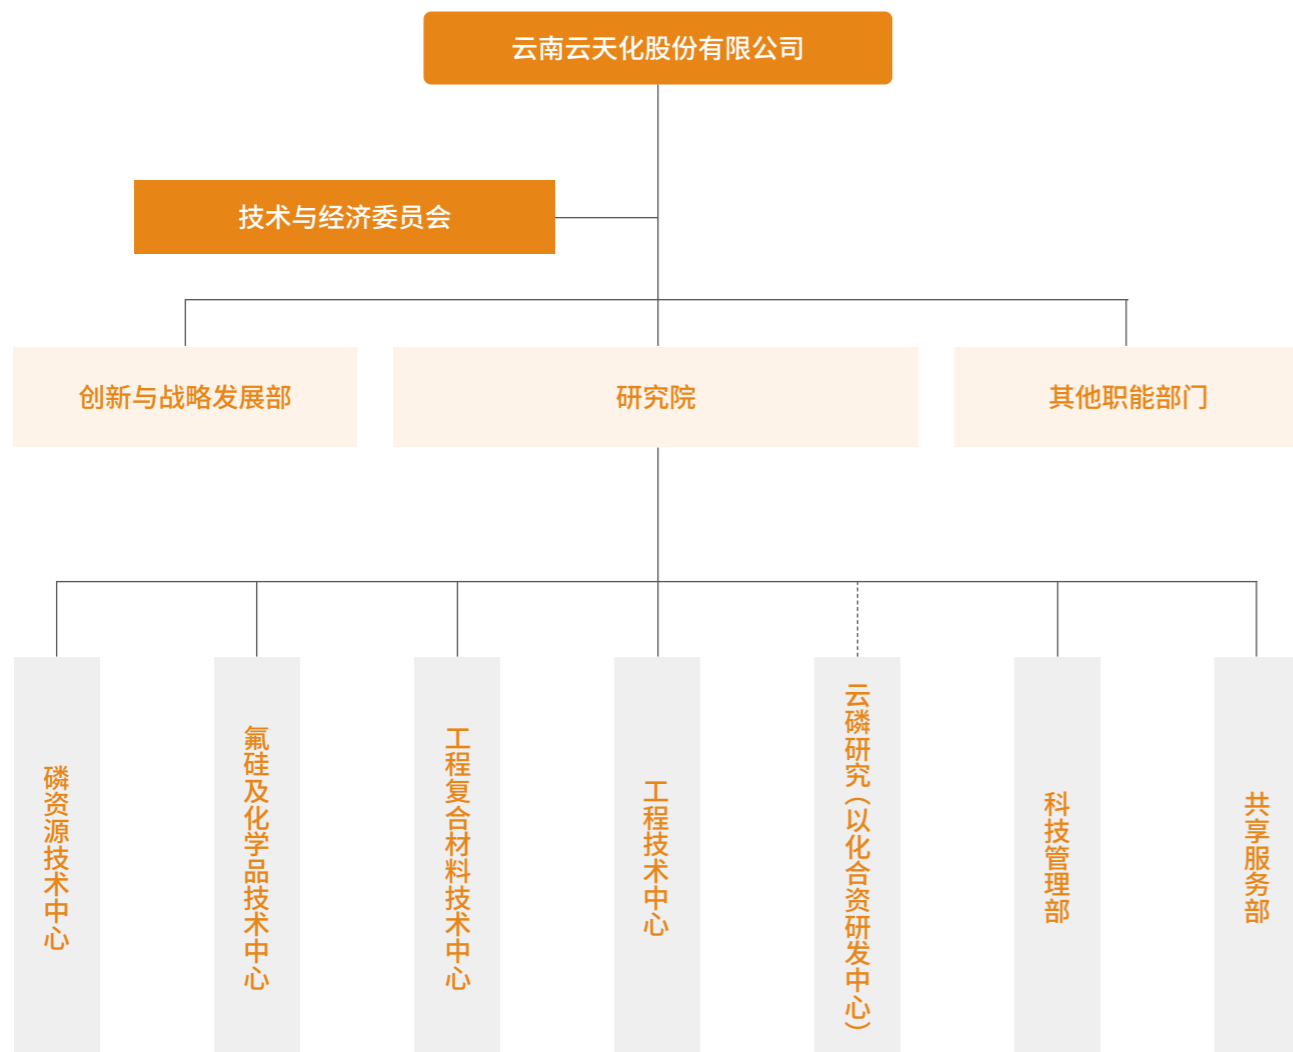 云南云天化股份有限公司
技术与经济委员会
创新与战略发展部
研究院
其他职能部门
磷资源技术中心
氟硅及化学品技术中心
工程复合材料技术中心
工程技术中心
云磷研究（以化合资研发中心）
科技管理部
共享服务部